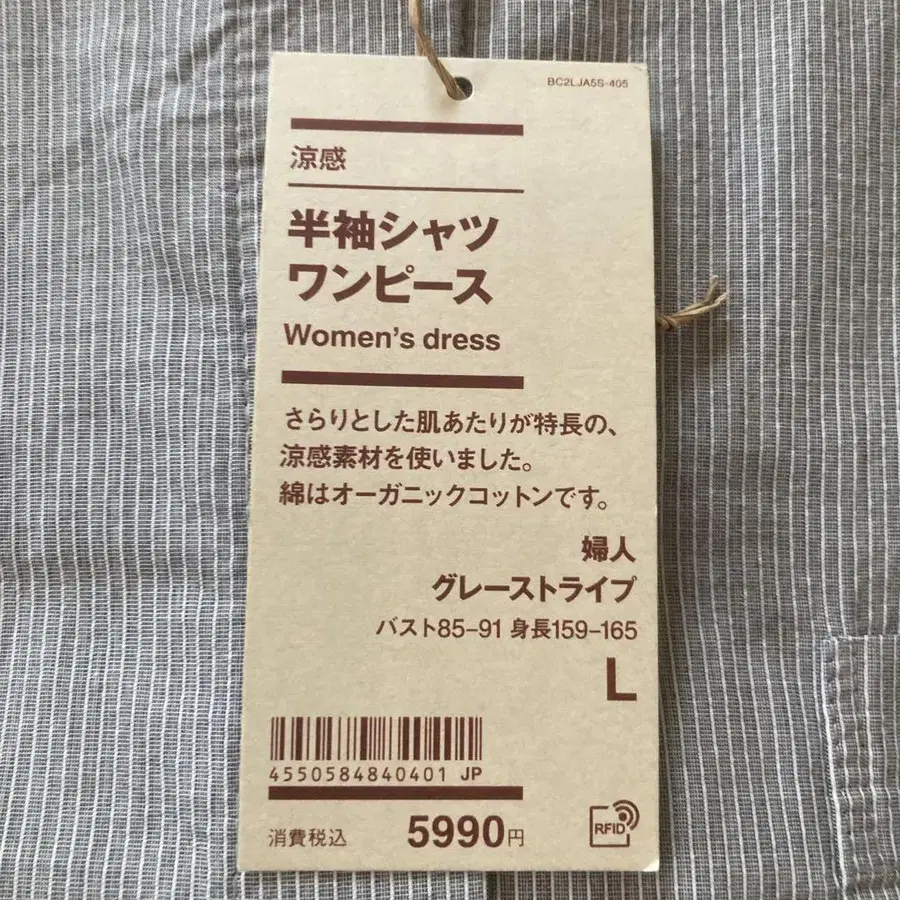 BC2LJA5S-405
涼感
半袖シャツ
ワンピース
Women's dress
さらりとした肌あたりが特長の、
涼感素材を使いました。
綿はオーガニックコットンです。
婦人
グレーストライプ
バスト85-91 身長159-165
L
4550584840401 JP
消費税込 5990円
RFID